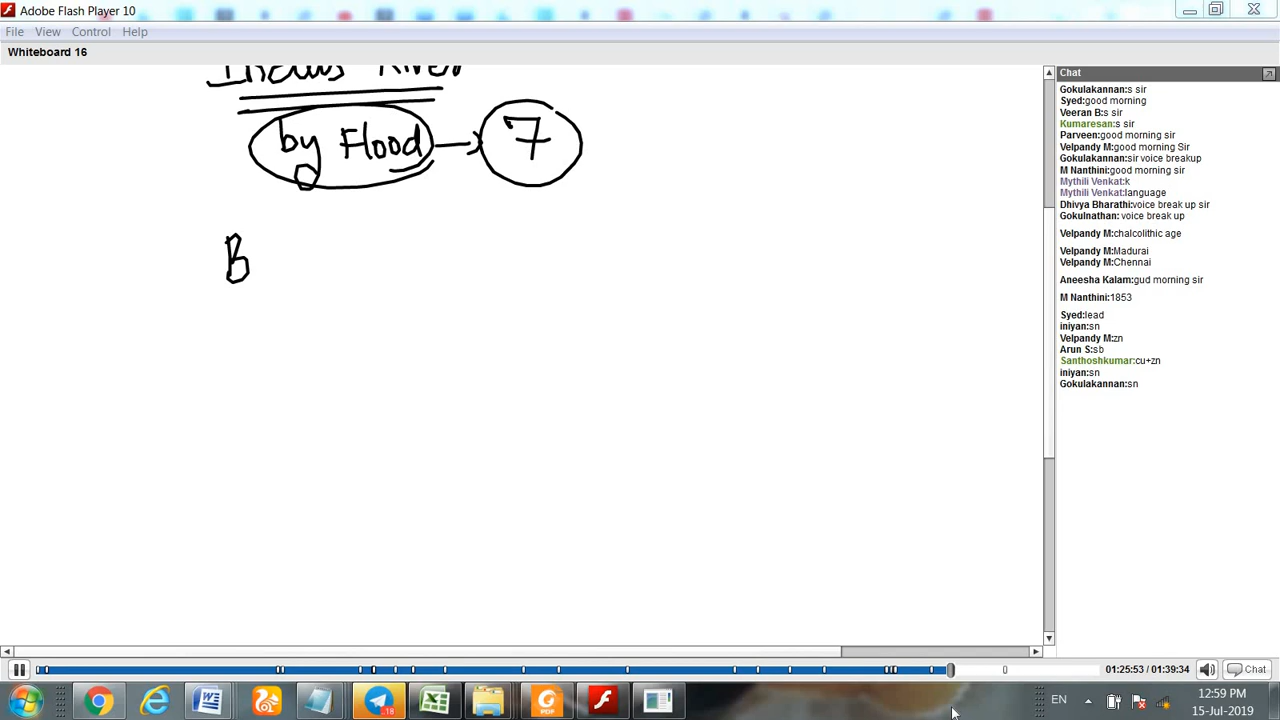 Adobe Flash Player 10
File View Control Help
Whiteboard 16
River
by Flood → 7
B
Chat
Gokulakannan:s sir
Syed:good morning
Veeran B:s sir
Kumaresan:s sir
Parveen:good morning sir
Velpandy M:good morning Sir
Gokulakannan:sir voice breakup
M Nanthini:good morning sir
Mythili Venkat:k
Mythili Venkat:language
Dhivya Bharathi:voice break up sir
Gokulnathan: voice break up
Velpandy M:chalcolithic age
Velpandy M:Madurai
Velpandy M:Chennai
Aneesha Kalam:gud morning sir
M Nanthini:1853
Syed:lead
iniyan:sn
Velpandy M:zn
Arun S:sb
Santhoshkumar:cu+zn
iniyan:sn
Gokulakannan:sn
01:25:53 / 01:39:34
Chat
18
PDF
EN
12:59 PM
15-Jul-2019